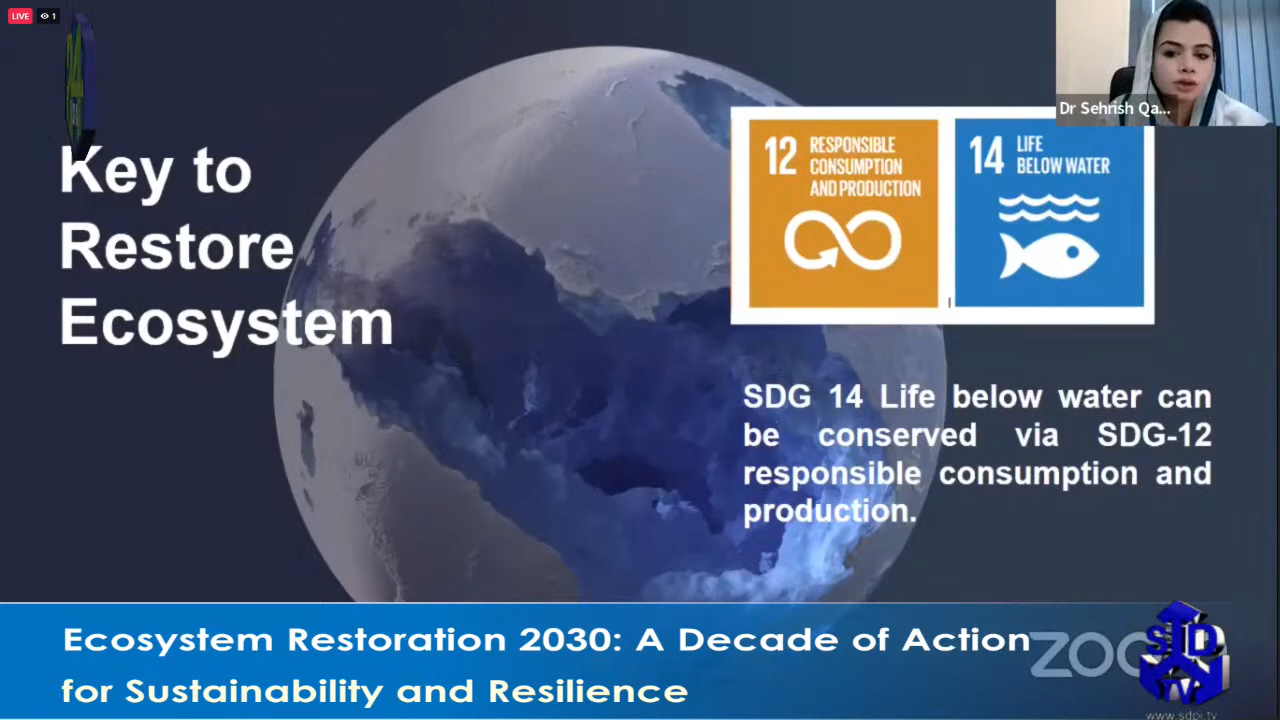 LIVE
1
Dr Sehrish Qa...
Key to
Restore
Ecosystem
12 RESPONSIBLE
CONSUMPTION
AND PRODUCTION
14 LIFE
BELOW WATER
SDG 14 Life below water can
be conserved via SDG-12
responsible consumption and
production.
Ecosystem Restoration 2030: A Decade of Action
for Sustainability and Resilience
SDPI
TV
www.sdpi.tv